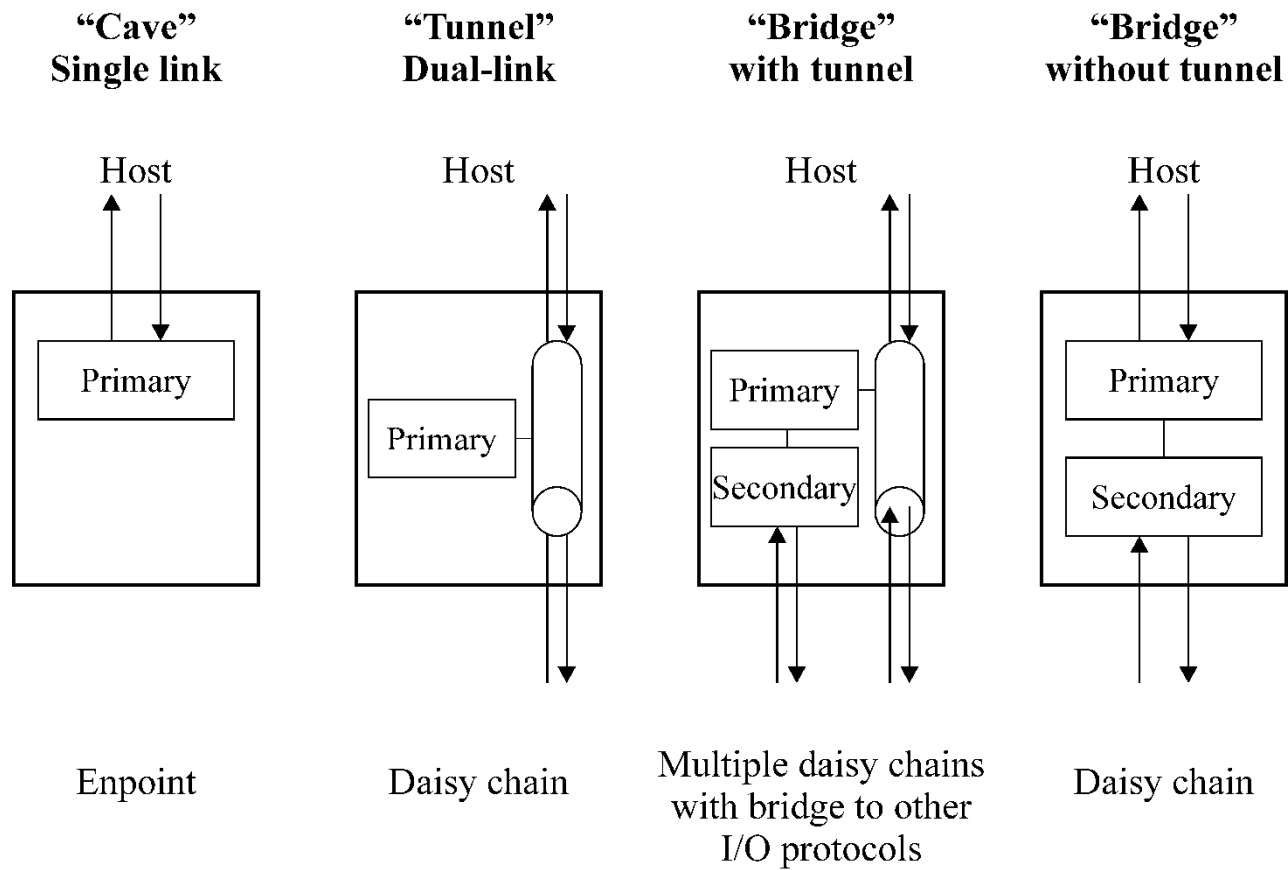 “Cave”
Single link
“Tunnel”
Dual-link
“Bridge”
with tunnel
“Bridge”
without tunnel
Host
Host
Host
Host
Primary
Primary
Primary
Secondary
Primary
Secondary
Enpoint
Daisy chain
Multiple daisy chains
with bridge to other
I/O protocols
Daisy chain